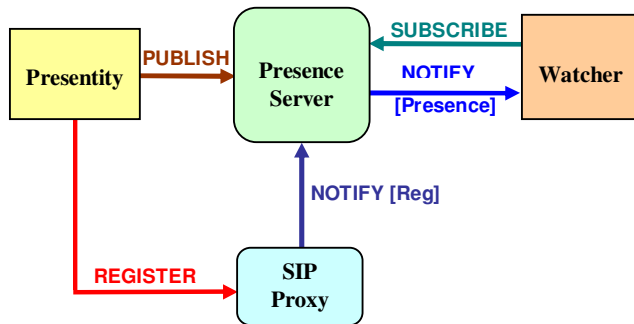 SUBSCRIBE
PUBLISH
Presentity
Presence
Server
NOTIFY
[Presence]
Watcher
NOTIFY [Reg]
REGISTER
SIP
Proxy